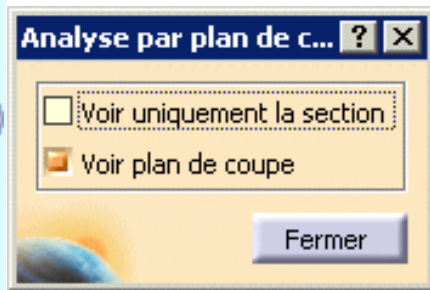 Analyse par plan de c... ? X
Voir uniquement la section
Voir plan de coupe
Fermer